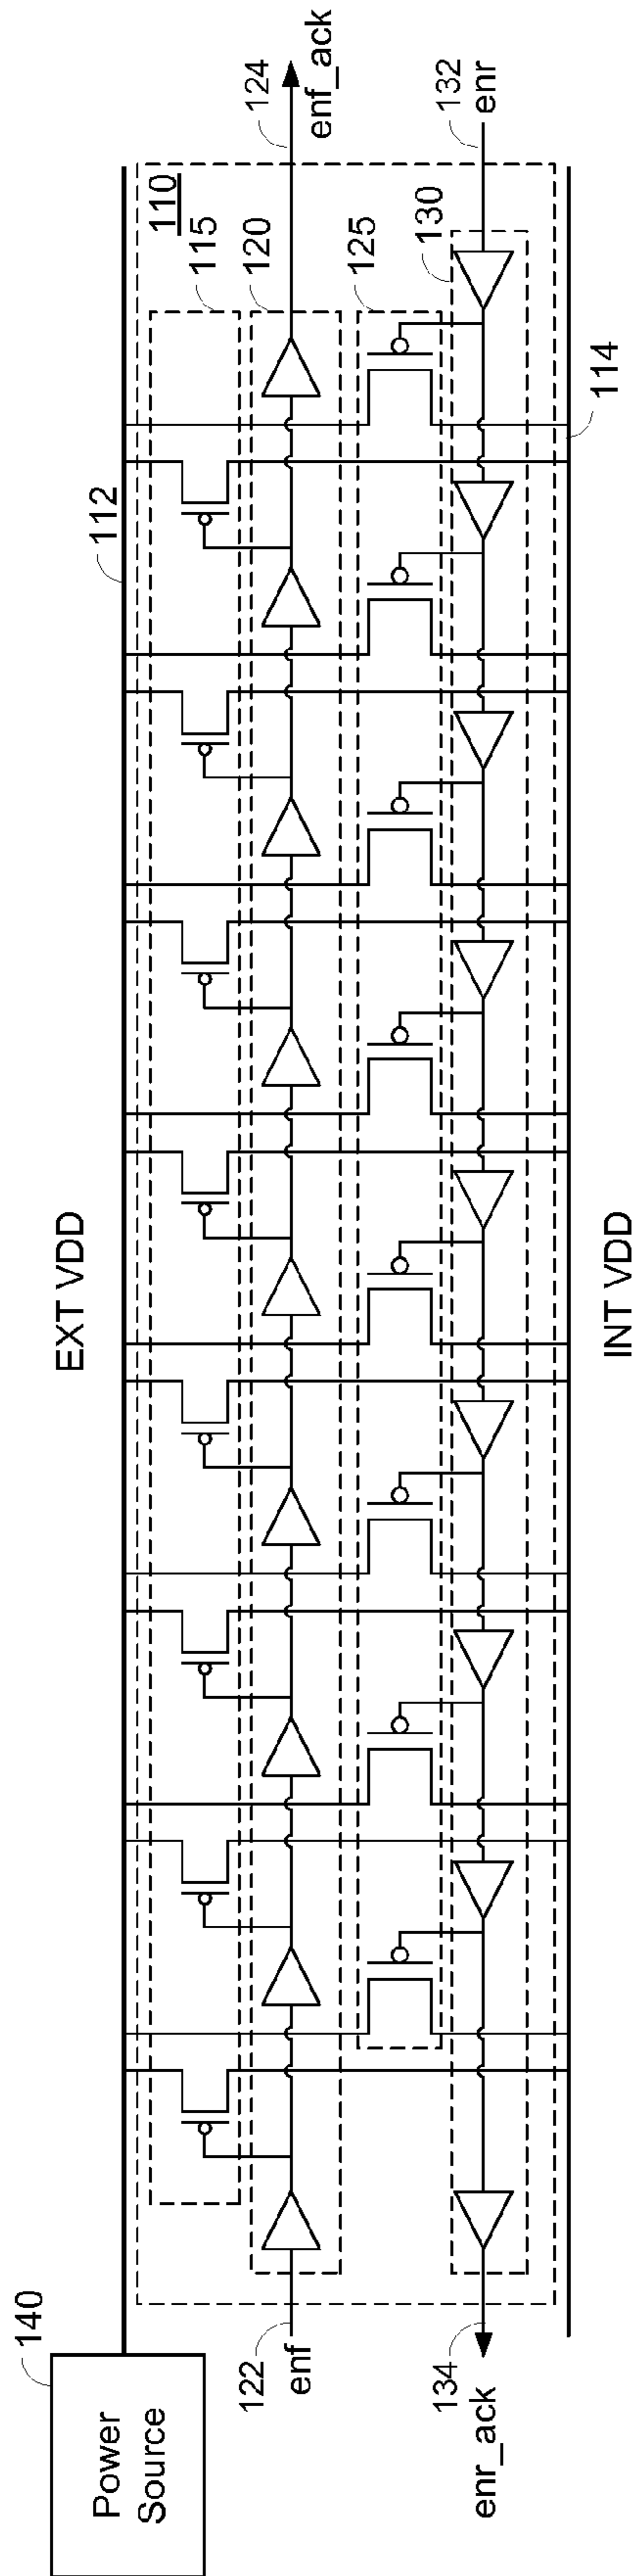 140
Power
Source
EXT VDD
112
110
115
120
122
enf
124
enf_ack
125
130
132
enr
134
enr_ack
114
INT VDD